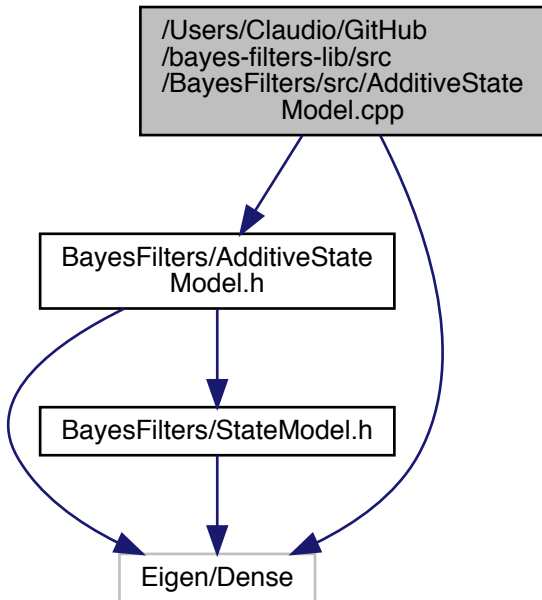 /Users/Claudio/GitHub
/bayes-filters-lib/src
/BayesFilters/src/AdditiveState
Model.cpp
BayesFilters/AdditiveState
Model.h
BayesFilters/StateModel.h
Eigen/Dense